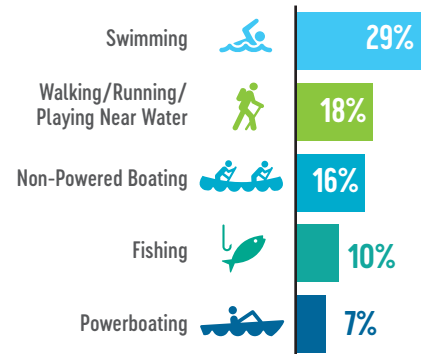 Swimming
29%
Walking/Running/
Playing Near Water
18%
Non-Powered Boating
16%
Fishing
10%
Powerboating
7%